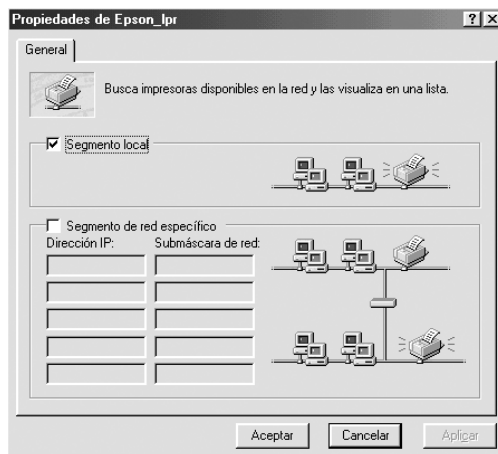 Propiedades de Epson_lpr
General
Busca impresoras disponibles en la red y las visualiza en una lista.
Segmento local
Segmento de red específico
Dirección IP: Submáscara de red:
Aceptar Cancelar Aplicar